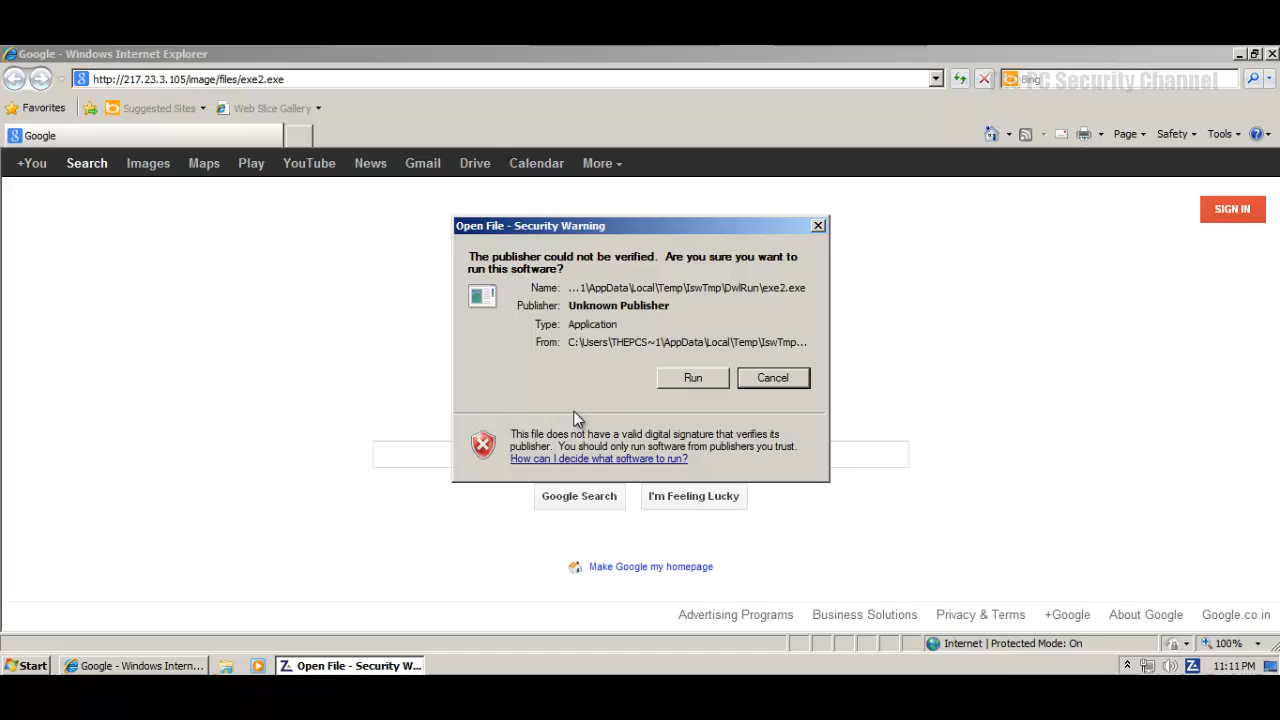 Google - Windows Internet Explorer
http://217.23.3.105/image/files/exe2.exe
Bing
PC Security Channel
Favorites
Suggested Sites
Web Slice Gallery
Google
Page
Safety
Tools
+You Search Images Maps Play YouTube News Gmail Drive Calendar More
SIGN IN
Open File - Security Warning
The publisher could not be verified. Are you sure you want to
run this software?
Name: ...1\AppData\Local\Temp\IswTmp\DwlRun\exe2.exe
Publisher: Unknown Publisher
Type: Application
From: C:\Users\THEPCS~1\AppData\Local\Temp\IswTmp...
Run
Cancel
This file does not have a valid digital signature that verifies its
publisher. You should only run software from publishers you trust.
How can I decide what software to run?
Google Search
I'm Feeling Lucky
Make Google my homepage
Advertising Programs Business Solutions Privacy & Terms +Google About Google Google.co.in
Internet | Protected Mode: On
100%
Start
Google - Windows Intern...
Open File - Security W...
11:11 PM